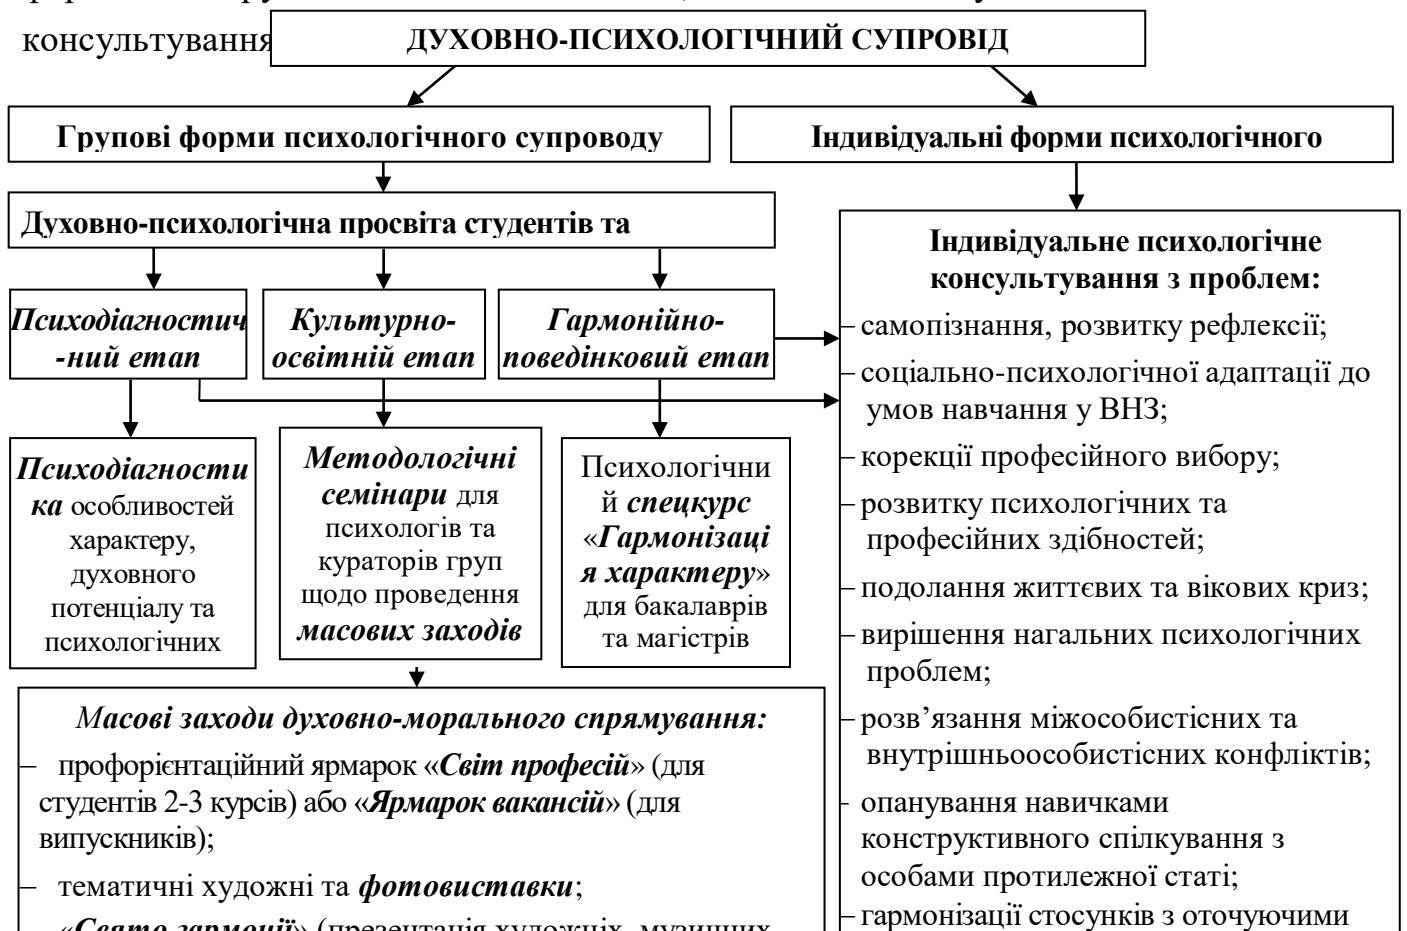 консультування
ДУХОВНО-ПСИХОЛОГІЧНИЙ СУПРОВІД
Групові форми психологічного супроводу
Індивідуальні форми психологічного
Духовно-психологічна просвіта студентів та
Психодіагностич
-ний етап
Культурно-
освітній етап
Гармонійно-
поведінковий етап
Психодіагности
ка особливостей
характеру,
духовного
потенціалу та
психологічних
Методологічні
семінари для
психологів та
кураторів груп
щодо проведення
масових заходів
Психологічни
й спецкурс
«Гармонізаці
я характеру»
для бакалаврів
та магістрів
Масові заходи духовно-морального спрямування:
– профорієнтаційний ярмарок «Світ професій» (для
студентів 2-3 курсів) або «Ярмарок вакансій» (для
випускників);
– тематичні художні та фотовиставки;
«Свято гармонії» (презентація художніх, музичних
Індивідуальне психологічне
консультування з проблем:
– самопізнання, розвитку рефлексії;
– соціально-психологічної адаптації до
умов навчання у ВНЗ;
– корекції професійного вибору;
– розвитку психологічних та
професійних здібностей;
– подолання життєвих та вікових криз;
– вирішення нагальних психологічних
проблем;
– розв’язання міжособистісних та
внутрішньоособистісних конфліктів;
– опанування навичками
конструктивного спілкування з
особами протилежної статі;
– гармонізації стосунків з оточуючими